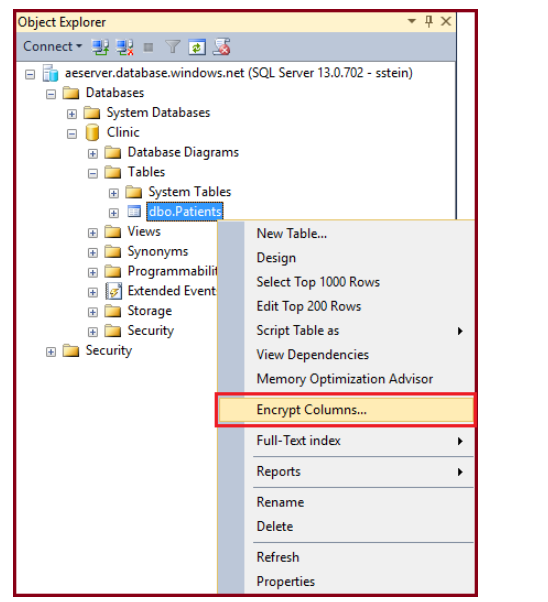 Object Explorer
Connect
aeserver.database.windows.net (SQL Server 13.0.702 - sstein)
Databases
System Databases
Clinic
Database Diagrams
Tables
System Tables
dbo.Patients
Views
Synonyms
Programmabilit
Extended Event
Storage
Security
Security
New Table...
Design
Select Top 1000 Rows
Edit Top 200 Rows
Script Table as
View Dependencies
Memory Optimization Advisor
Encrypt Columns...
Full-Text index
Reports
Rename
Delete
Refresh
Properties